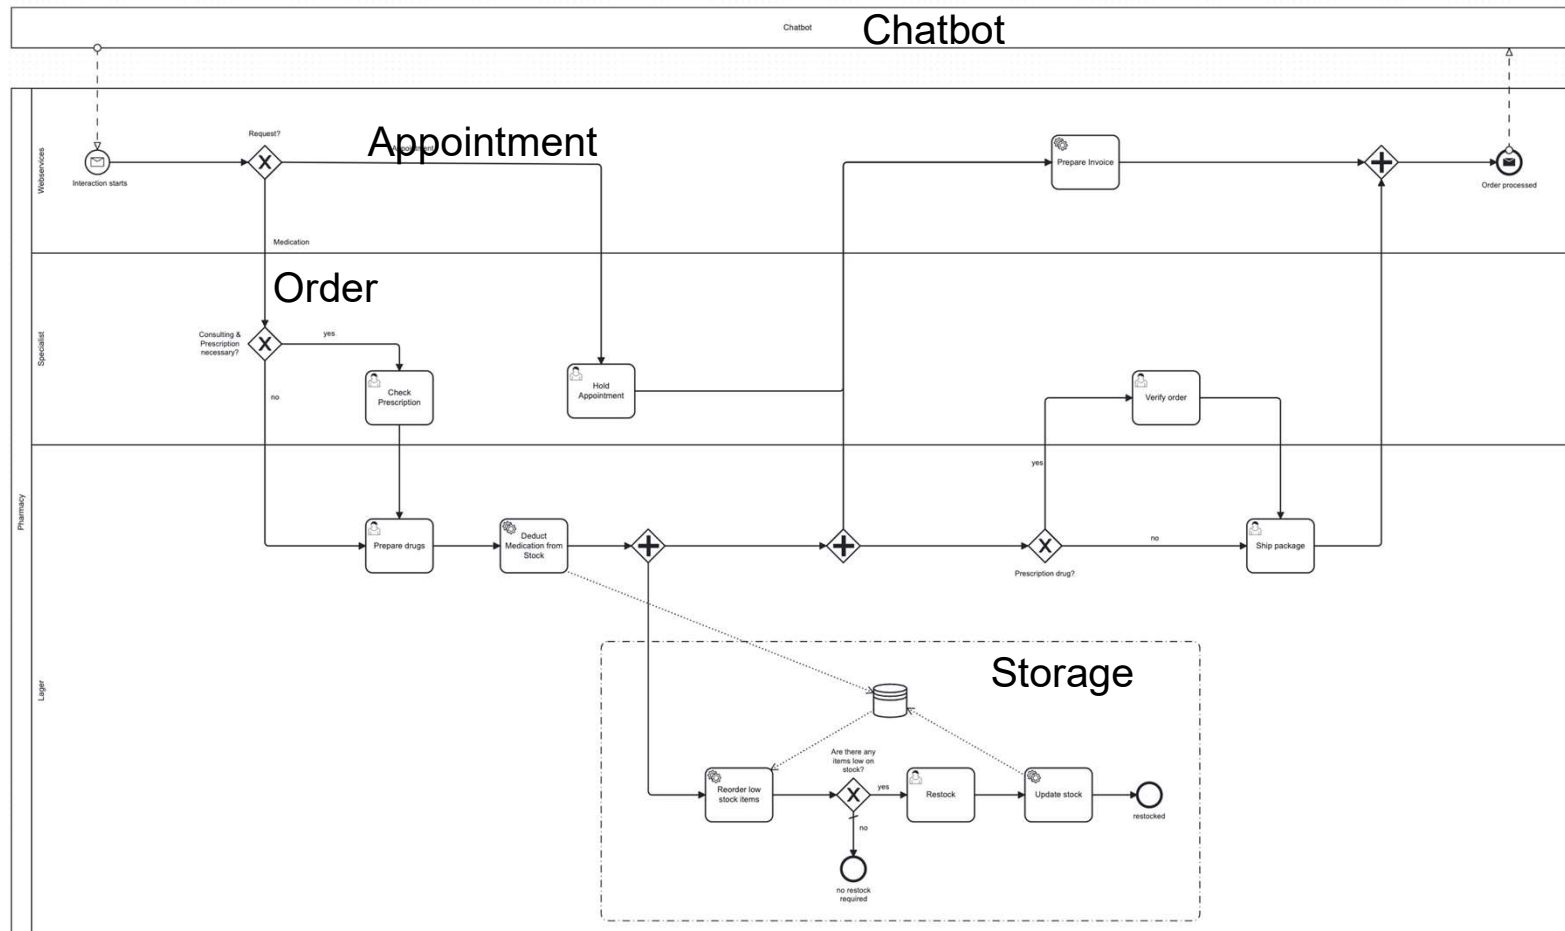 Chatbot
Chatbot
Pharmacy
Webservices
Interaction starts
Request?
Appointment
Appointment
Medication
Prepare Invoice
Order processed
Specialist
Order
Consulting &
Prescription
necessary?
yes
no
Check
Prescription
Hold
Appointment
Verify order
yes
Lager
Prepare drugs
Deduct
Medication from
Stock
Prescription drug?
no
Ship package
Storage
Reorder low
stock items
Are there any
items low on
stock?
yes
no
Restock
Update stock
restocked
no restock
required